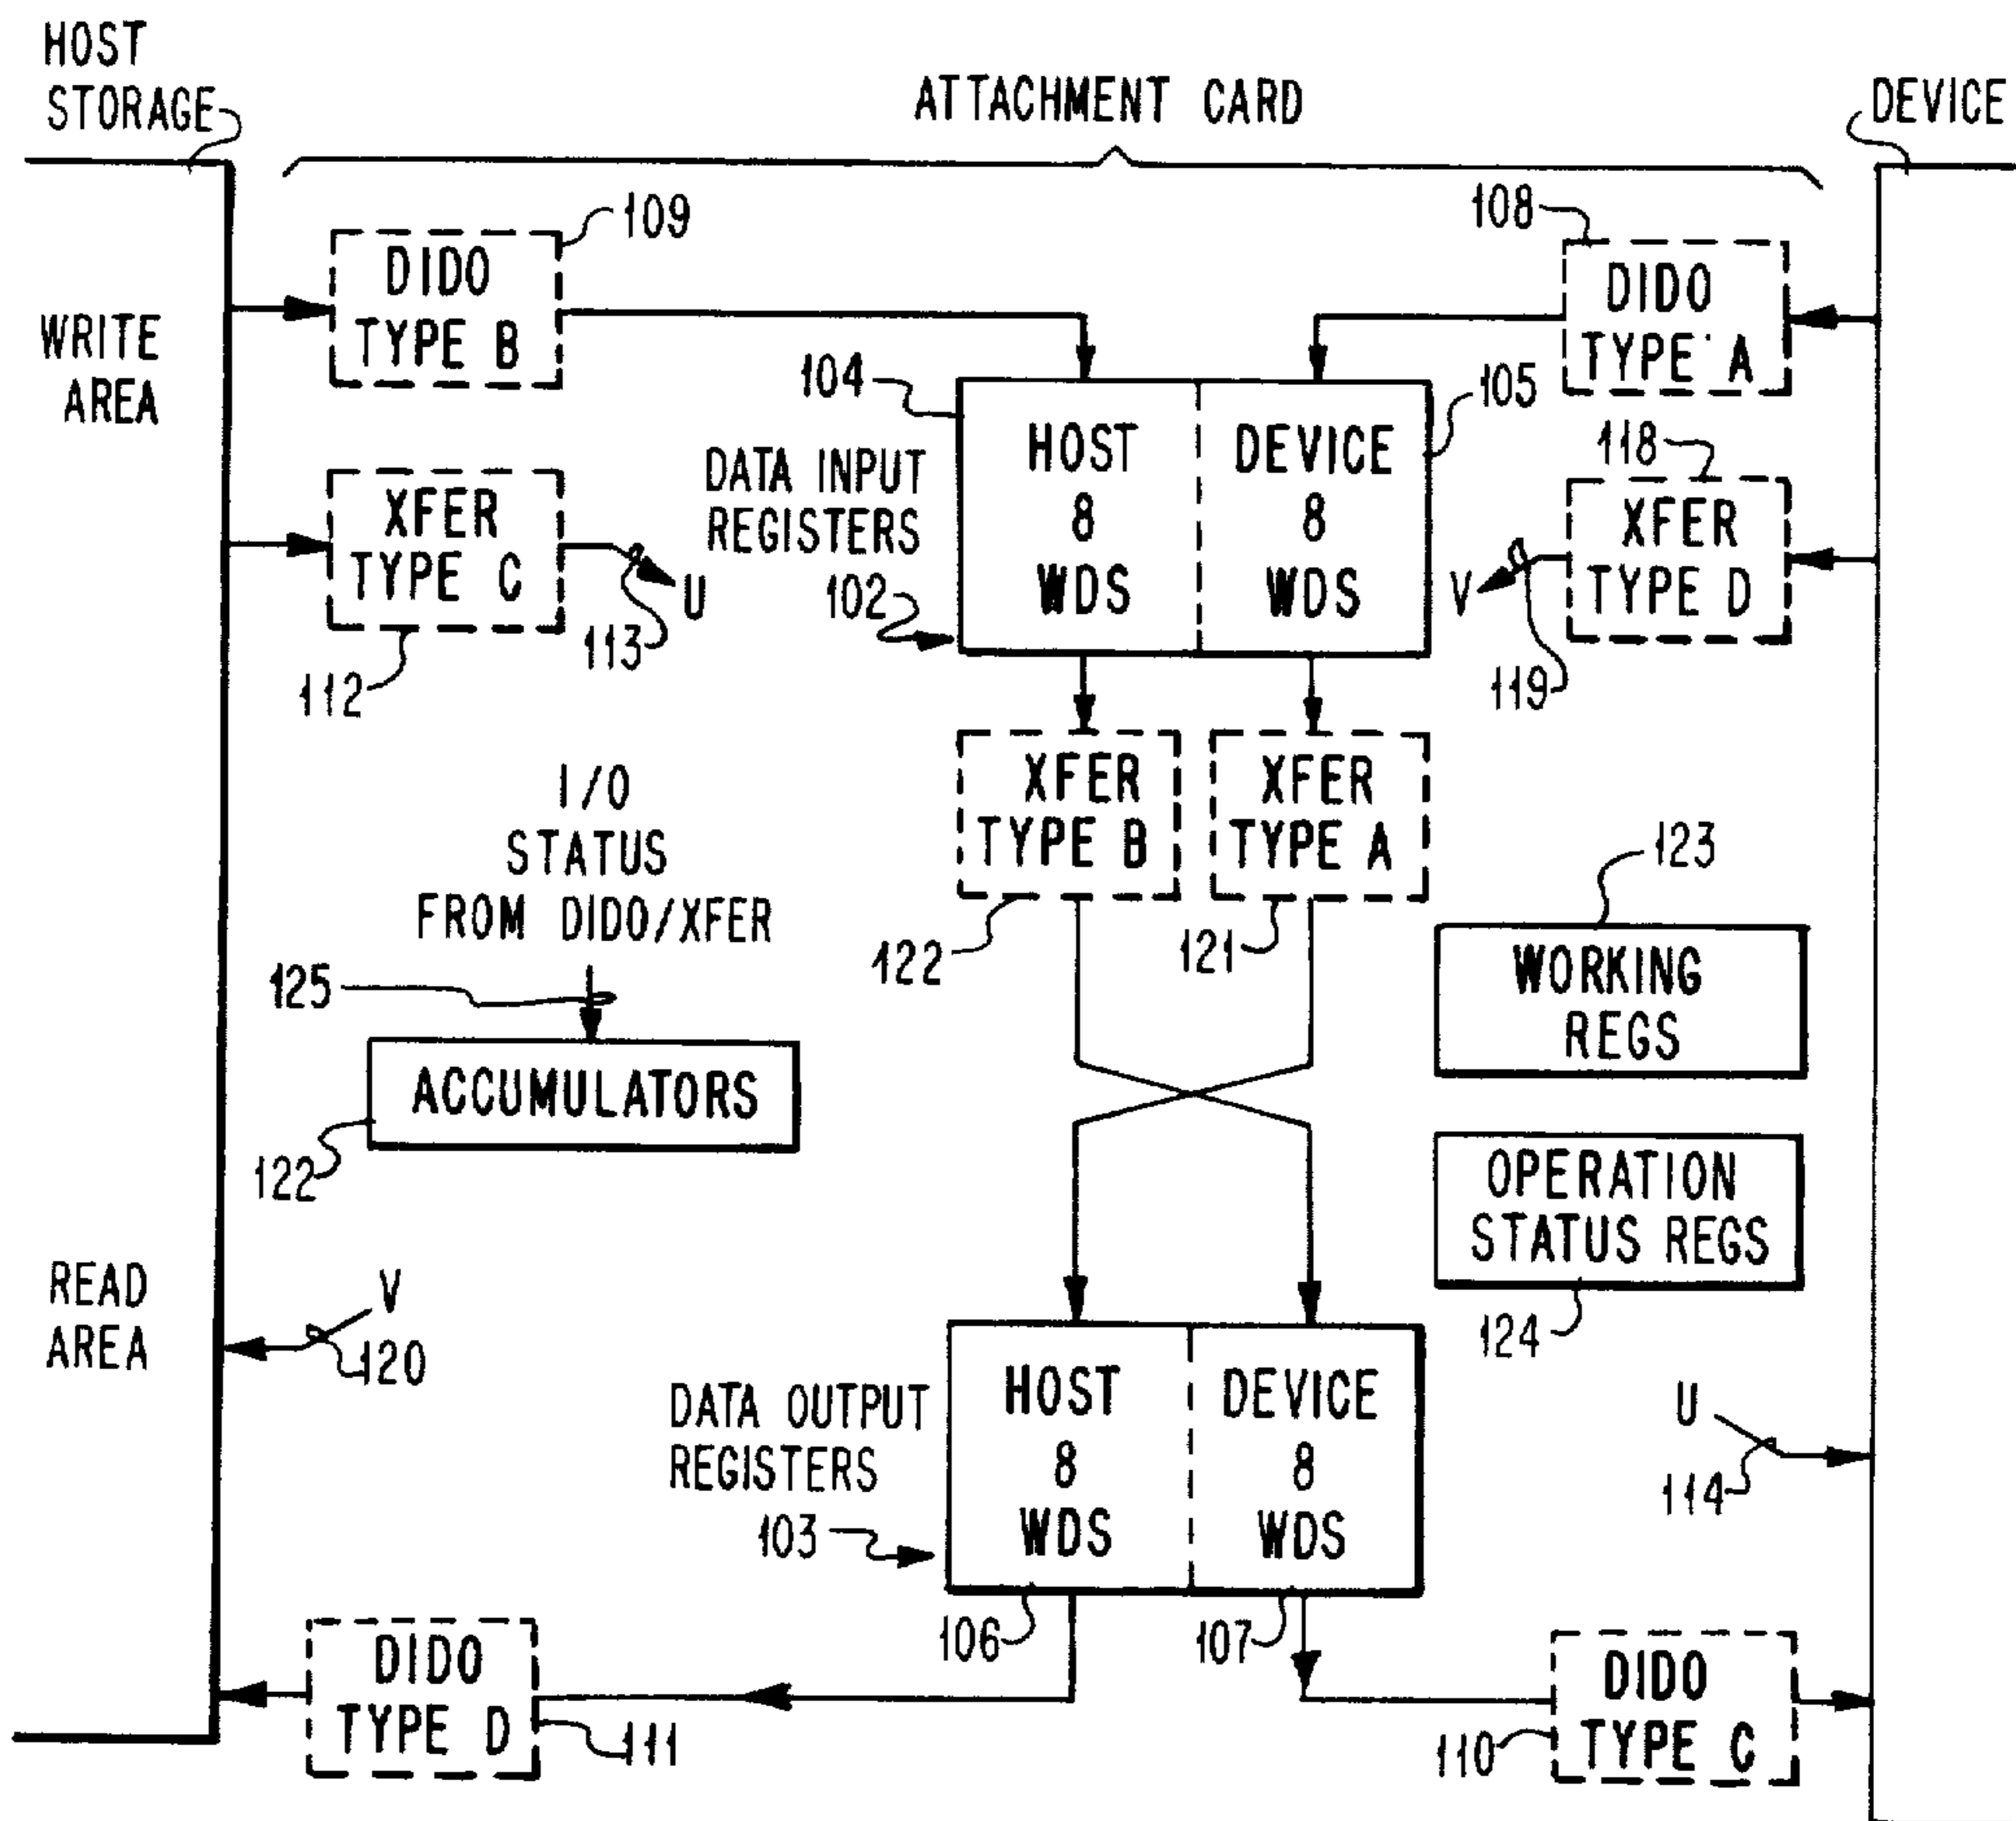 HOST
STORAGE
ATTACHMENT CARD
DEVICE
109
108
DIDO
TYPE B
DIDO
TYPE A
WRITE
AREA
104
105
HOST
8
WDS
DEVICE
8
WDS
118
XFER
TYPE C
DATA INPUT
REGISTERS
102
XFER
TYPE D
U
V
113
119
112
XFER
TYPE B
XFER
TYPE A
I/O
STATUS
FROM DIDO/XFER
123
122
121
125
WORKING
REGS
ACCUMULATORS
122
OPERATION
STATUS REGS
READ
AREA
V
120
124
HOST
8
WDS
DEVICE
8
WDS
DATA OUTPUT
REGISTERS
103
U
114
106
107
DIDO
TYPE D
111
110
DIDO
TYPE C